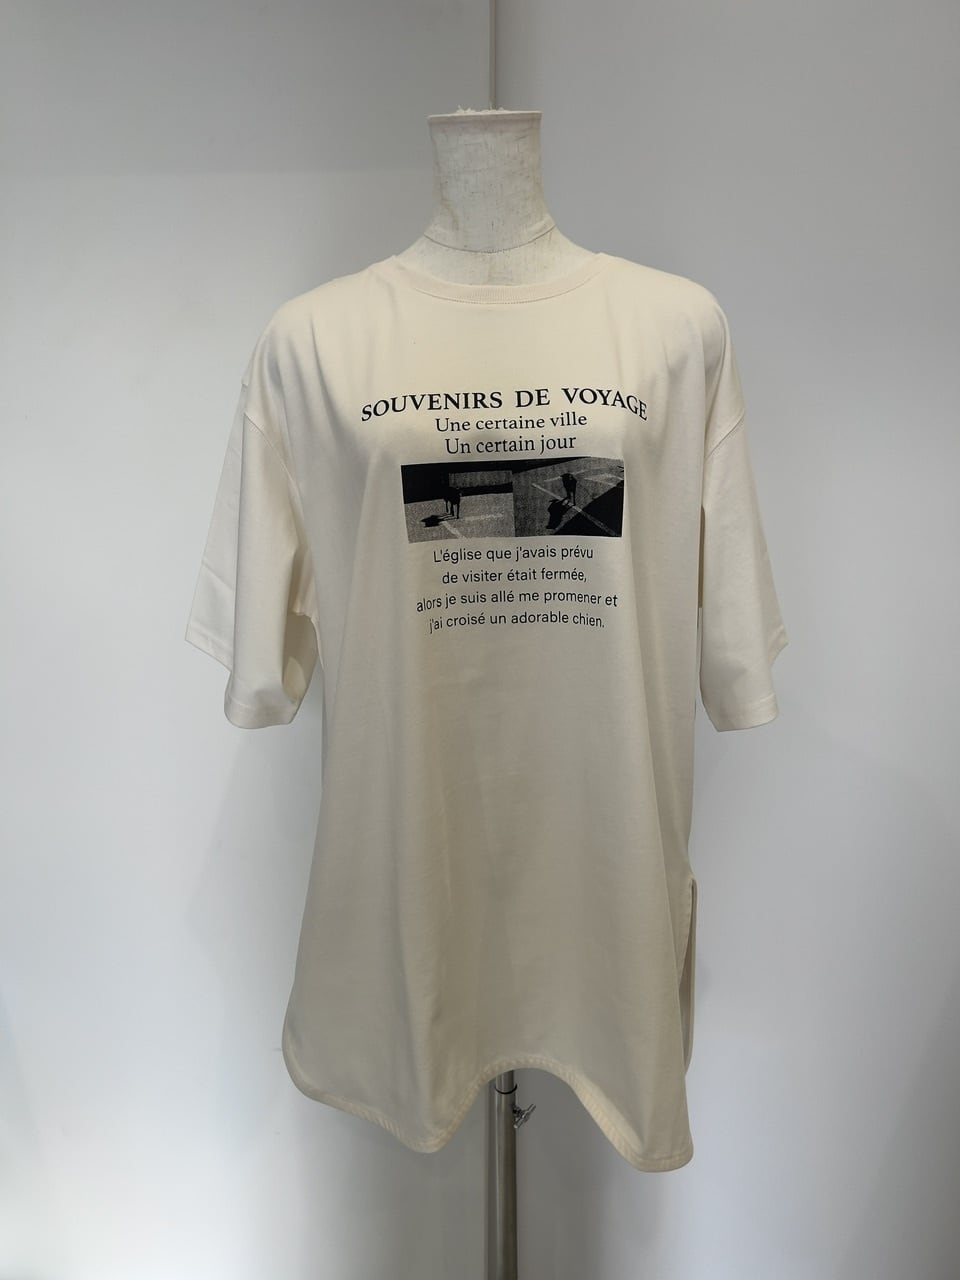 SOUVENIRS DE VOYAGE
Une certaine ville
Un certain jour
L'église que j'avais prévu
de visiter était fermée,
alors je suis allé me promener et
j'ai croisé un adorable chien.